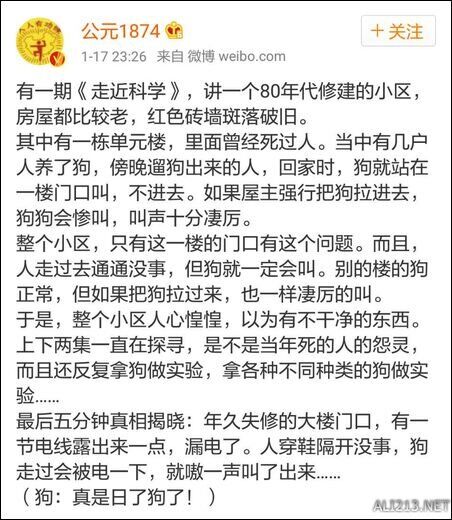 公元1874
1-17 23:26 来自 微博 weibo.com
+关注
有一期《走近科学》，讲一个80年代修建的小区，
房屋都比较老，红色砖墙斑落破旧。
其中有一栋单元楼，里面曾经死过人。当中有几户
人养了狗，傍晚遛狗出来的人，回家时，狗就站在
一楼门口叫，不进去。如果屋主强行把狗拉进去，
狗狗会惨叫，叫声十分凄厉。
整个小区，只有这一楼的门口有这个问题。而且，
人走过去通通没事，但狗就一定会叫。别的楼的狗
正常，但如果把狗拉过来，也一样凄厉的叫。
于是，整个小区人心惶惶，以为有不干净的东西。
上下两集一直在探寻，是不是当年死的人的怨灵，
而且还反复拿狗做实验，拿各种不同种类的狗做实
验……
最后五分钟真相揭晓：年久失修的大楼门口，有一
节电线露出来一点，漏电了。人穿鞋隔开没事，狗
走过会被电一下，就嗷一声叫了出来……
（狗：真是日了狗了！）
ALI213.NET